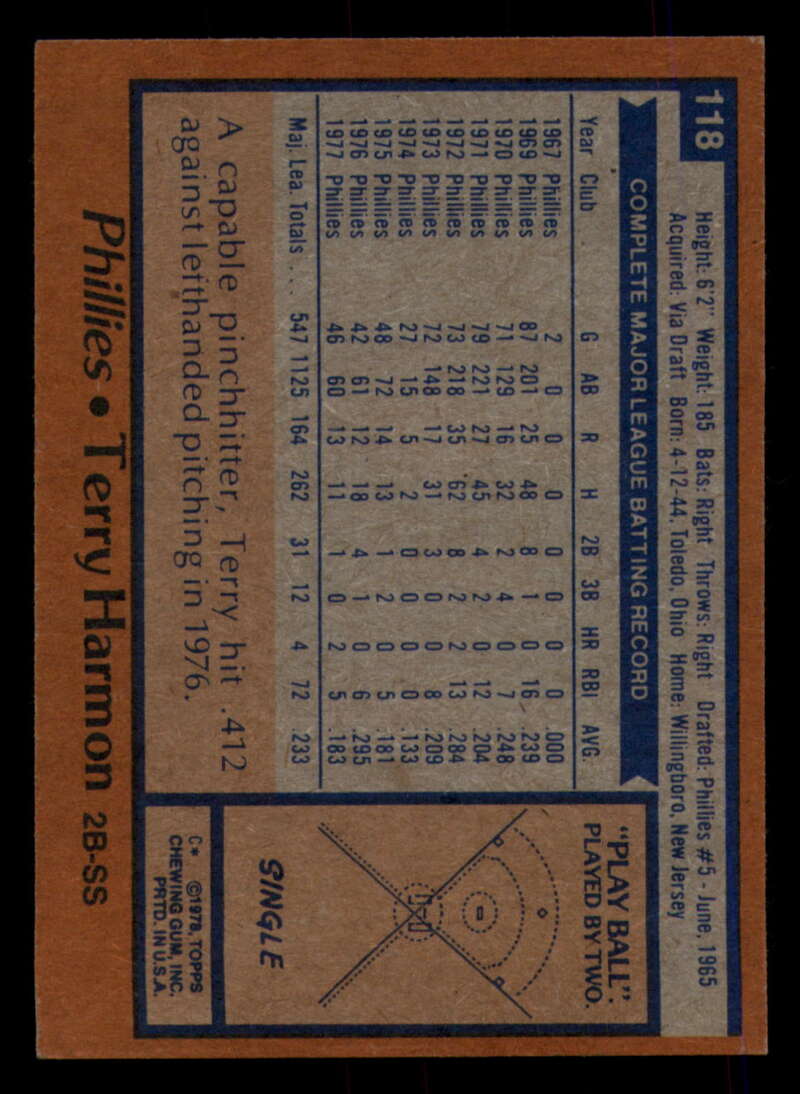 118
Height: 6'2" Weight: 185 Bats: Right Throws: Right Drafted: Phillies #5 - June, 1965
Acquired: Via Draft Born: 4-12-44, Toledo, Ohio Home: Willingboro, New Jersey
COMPLETE MAJOR LEAGUE BATTING RECORD
Year Club G AB R H 2B 3B HR RBI AVG.
1967 Phillies 2 0 0 0 0 0 0 0 .000
1969 Phillies 87 201 25 48 8 1 0 16 .239
1970 Phillies 71 129 16 32 2 4 0 7 .248
1971 Phillies 79 221 27 45 4 2 0 12 .204
1972 Phillies 73 218 35 62 8 2 2 13 .284
1973 Phillies 72 148 17 31 3 0 0 8 .209
1974 Phillies 27 15 5 2 0 0 0 0 .133
1975 Phillies 48 72 14 13 1 2 0 5 .181
1976 Phillies 42 61 12 18 4 1 0 6 .295
1977 Phillies 46 60 13 11 1 0 2 5 .183
Maj. Lea. Totals .... 547 1125 164 262 31 12 4 72 .233
A capable pinchhitter, Terry hit .412
against lefthanded pitching in 1976.
"PLAY BALL":
PLAYED BY TWO.
SINGLE
C* ©1978, TOPPS
CHEWING GUM, INC.
PRTD. IN U.S.A.
Phillies • Terry Harmon 2B-SS